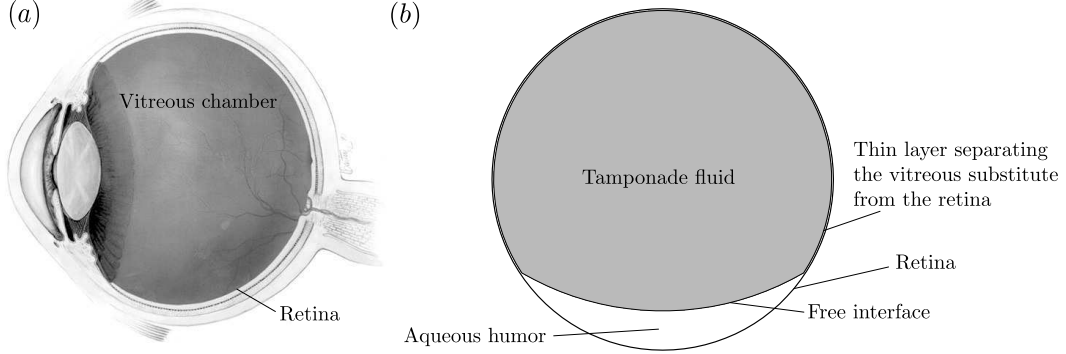 (a)
Vitreous chamber
Retina
(b)
Tamponade fluid
Thin layer separating
the vitreous substitute
from the retina
Retina
Free interface
Aqueous humor